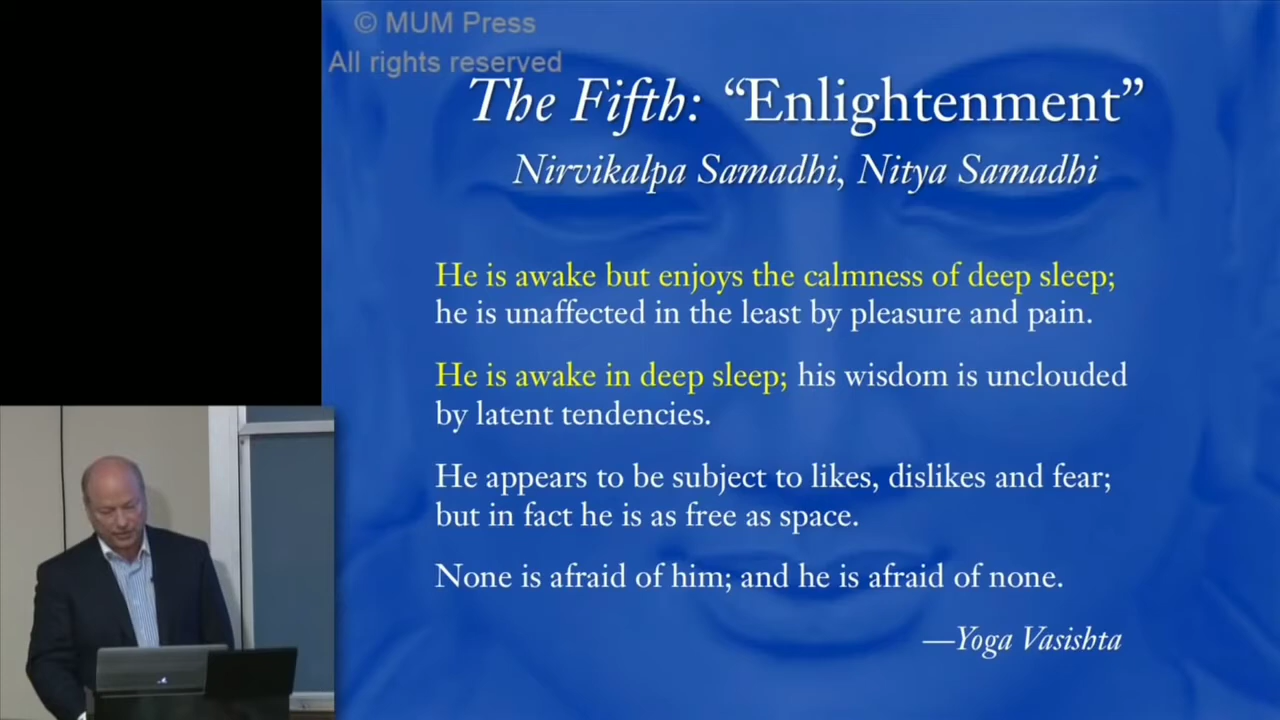 © MUM Press
All rights reserved
The Fifth: “Enlightenment”
Nirvikalpa Samadhi, Nitya Samadhi
He is awake but enjoys the calmness of deep sleep;
he is unaffected in the least by pleasure and pain.
He is awake in deep sleep; his wisdom is unclouded
by latent tendencies.
He appears to be subject to likes, dislikes and fear;
but in fact he is as free as space.
None is afraid of him; and he is afraid of none.
—Yoga Vasishta